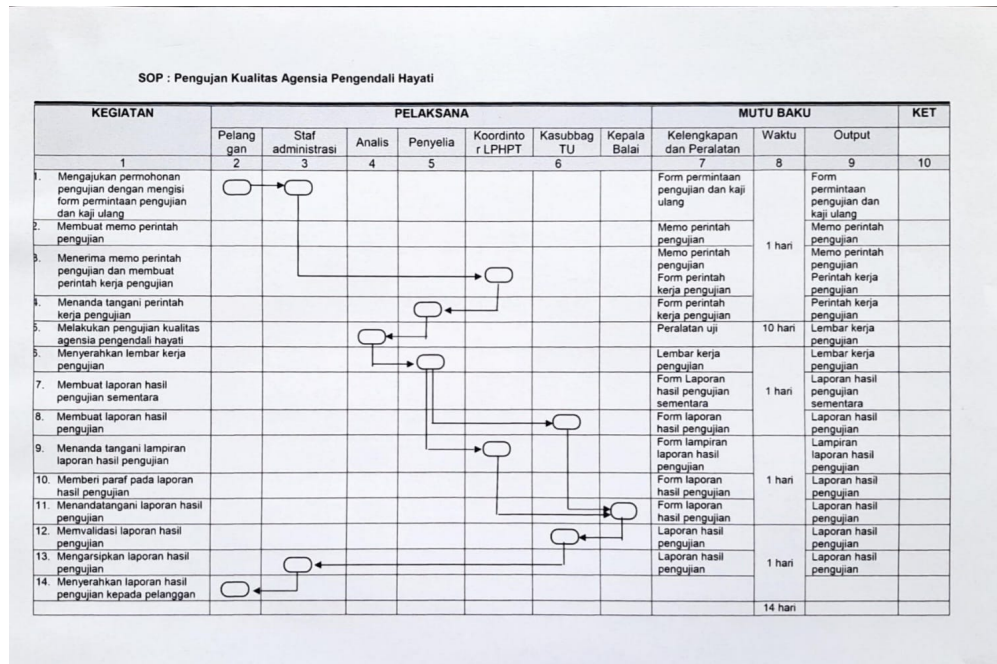 SOP : Pengujan Kualitas Agensia Pengendali Hayati
KEGIATAN PELAKSANA MUTU BAKU KET
Pelang
gan
Staf
administrasi
Analis
Penyelia
Koordinto
r LPHPT
Kasubbag
TU
Kepala
Balai
Kelengkapan
dan Peralatan
Waktu
Output
1 2 3 4 5 6 7 8 9 10
1. Mengajukan permohonan
pengujian dengan mengisi
form permintaan pengujian
dan kaji ulang
Form permintaan
pengujian dan kaji
ulang
Form
permintaan
pengujian dan
kaji ulang
2. Membuat memo perintah
pengujian
Memo perintah
pengujian
1 hari
Memo perintah
pengujian
3. Menerima memo perintah
pengujian dan membuat
perintah kerja pengujian
Memo perintah
pengujian
Form perintah
kerja pengujian
Memo perintah
pengujian
Perintah kerja
pengujian
4. Menanda tangani perintah
kerja pengujian
Form perintah
kerja pengujian
Perintah kerja
pengujian
5. Melakukan pengujian kualitas
agensia pengendali hayati
Peralatan uji
10 hari
Lembar kerja
pengujian
6. Menyerahkan lembar kerja
pengujian
Lembar kerja
pengujian
Lembar kerja
pengujian
7. Membuat laporan hasil
pengujian sementara
Form Laporan
hasil pengujian
sementara
1 hari
Laporan hasil
pengujian
sementara
8. Membuat laporan hasil
pengujian
Form laporan
hasil pengujian
Laporan hasil
pengujian
9. Menanda tangani lampiran
laporan hasil pengujian
Form lampiran
laporan hasil
pengujian
Lampiran
laporan hasil
pengujian
10. Memberi paraf pada laporan
hasil pengujian
Form laporan
hasil pengujian
1 hari
Laporan hasil
pengujian
11. Menandatangani laporan hasil
pengujian
Form laporan
hasil pengujian
Laporan hasil
pengujian
12. Memvalidasi laporan hasil
pengujian
Laporan hasil
pengujian
Laporan hasil
pengujian
13. Mengarsipkan laporan hasil
pengujian
Laporan hasil
pengujian
1 hari
Laporan hasil
pengujian
14. Menyerahkan laporan hasil
pengujian kepada pelanggan
14 hari